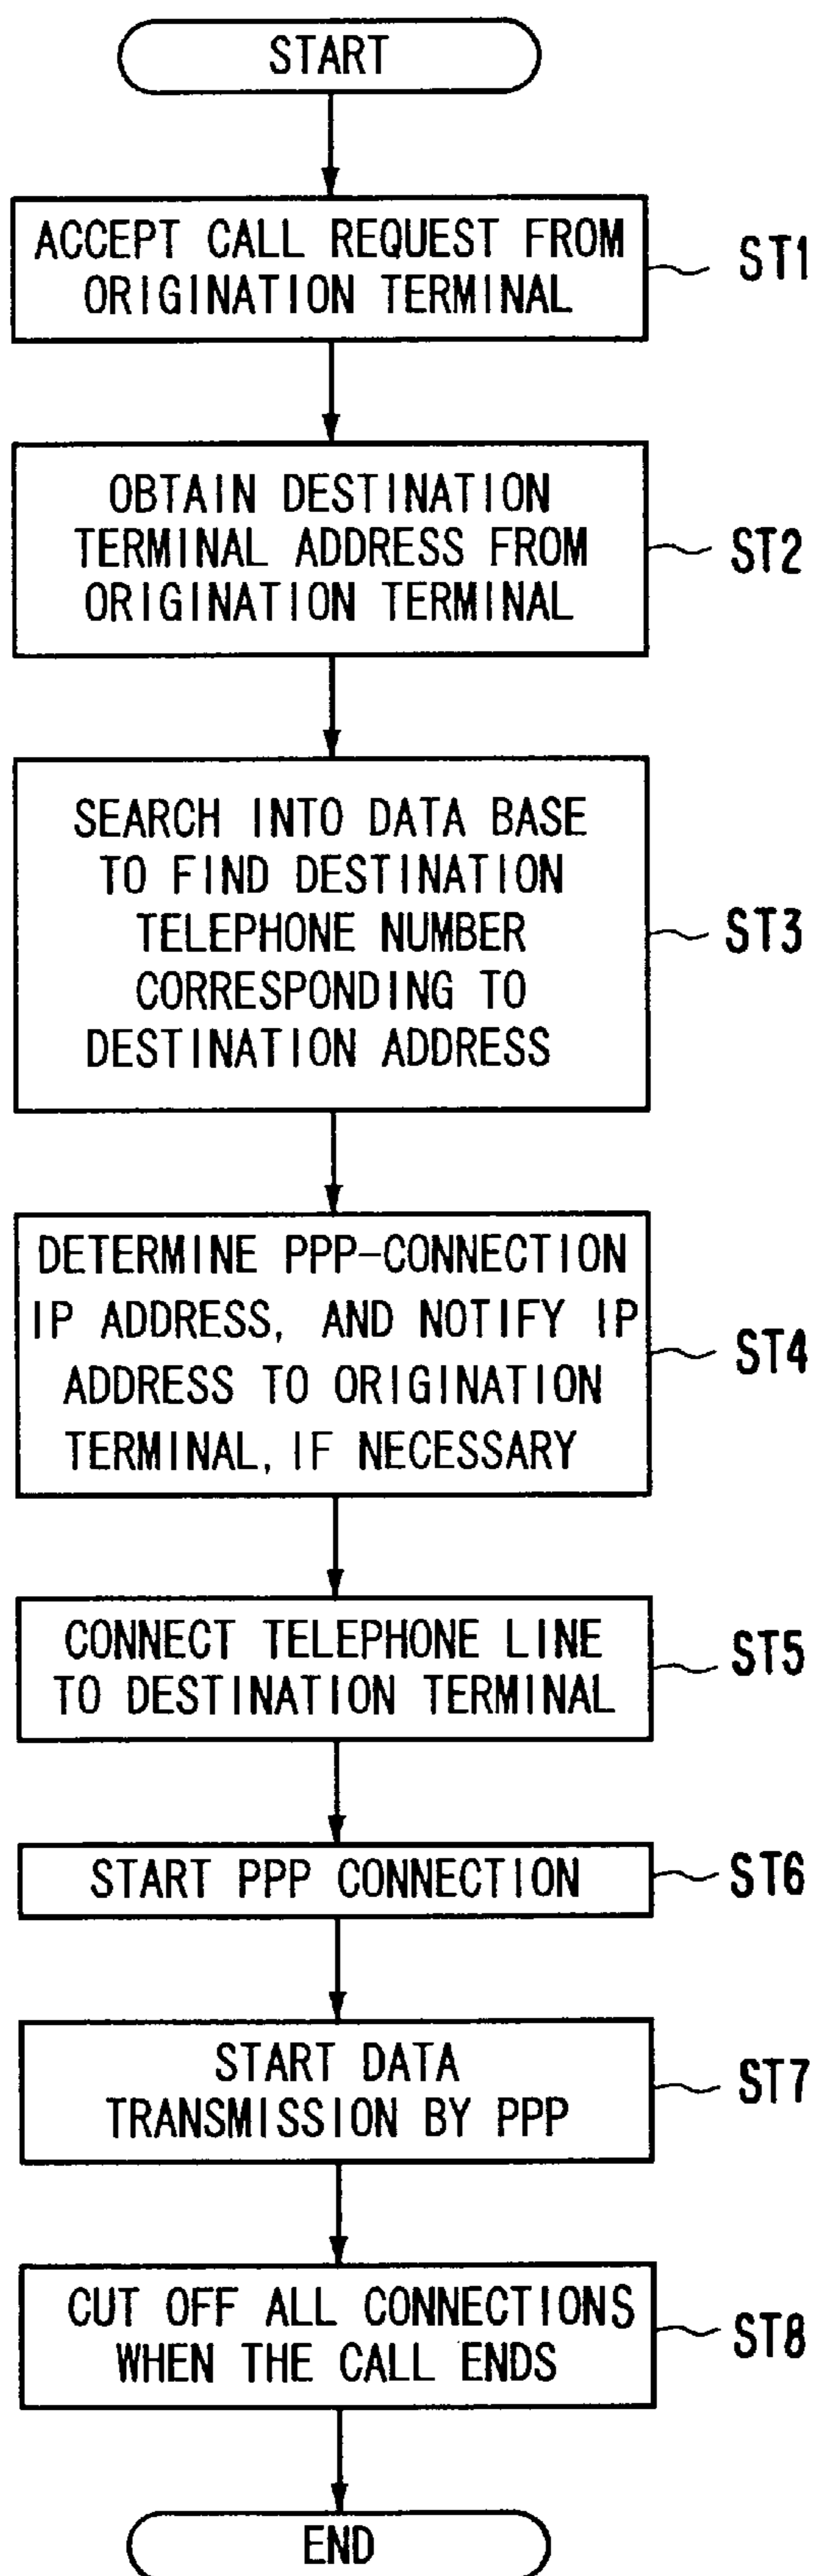 START
ACCEPT CALL REQUEST FROM
ORIGINATION TERMINAL
ST1
OBTAIN DESTINATION
TERMINAL ADDRESS FROM
ORIGINATION TERMINAL
ST2
SEARCH INTO DATA BASE
TO FIND DESTINATION
TELEPHONE NUMBER
CORRESPONDING TO
DESTINATION ADDRESS
ST3
DETERMINE PPP-CONNECTION
IP ADDRESS, AND NOTIFY IP
ADDRESS TO ORIGINATION
TERMINAL, IF NECESSARY
ST4
CONNECT TELEPHONE LINE
TO DESTINATION TERMINAL
ST5
START PPP CONNECTION
ST6
START DATA
TRANSMISSION BY PPP
ST7
CUT OFF ALL CONNECTIONS
WHEN THE CALL ENDS
ST8
END